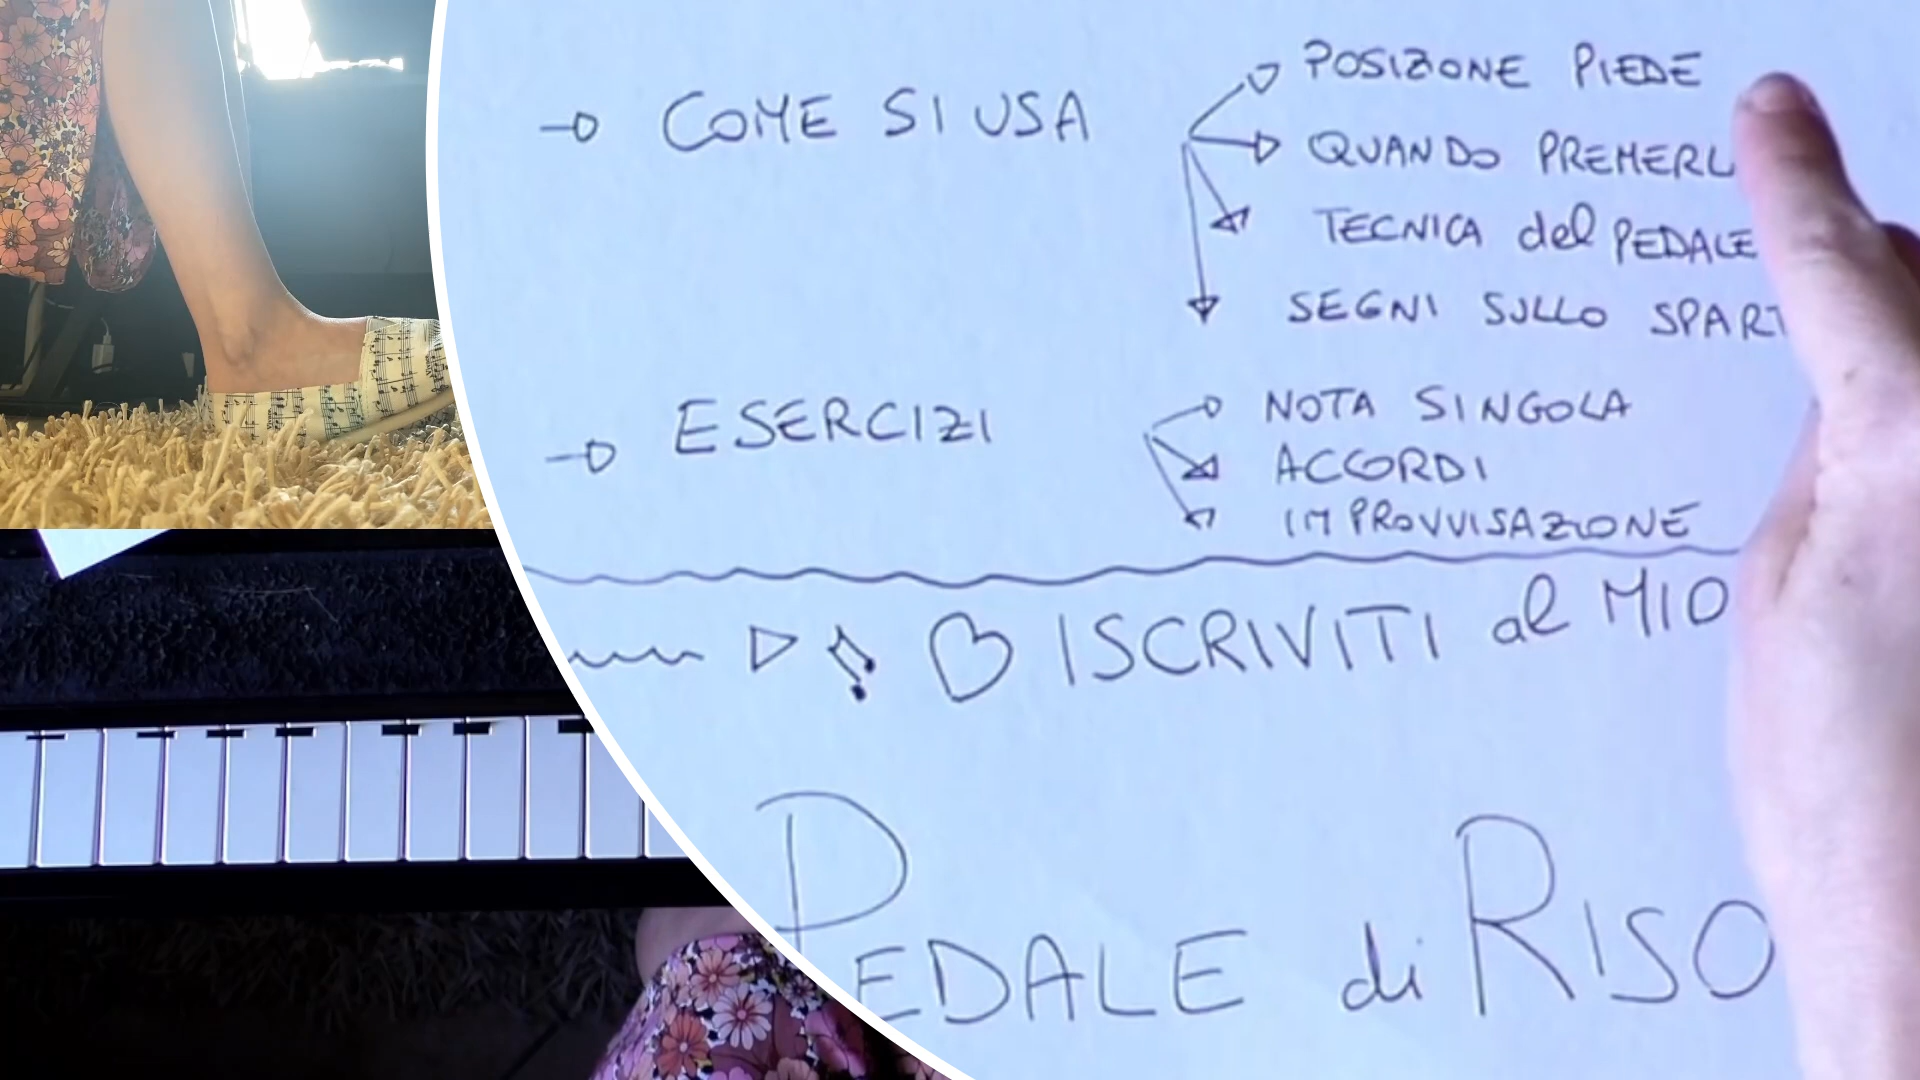 COME SI USA
POSIZIONE PIEDE
QUANDO PREMERL
TECNICA del PEDALE
SEGNI SULLO SPART
ESERCIZI
NOTA SINGOLA
ACCORDI
IMPROVVISAZIONE
ISCRIVITI al MIO
PEDALE di RISO